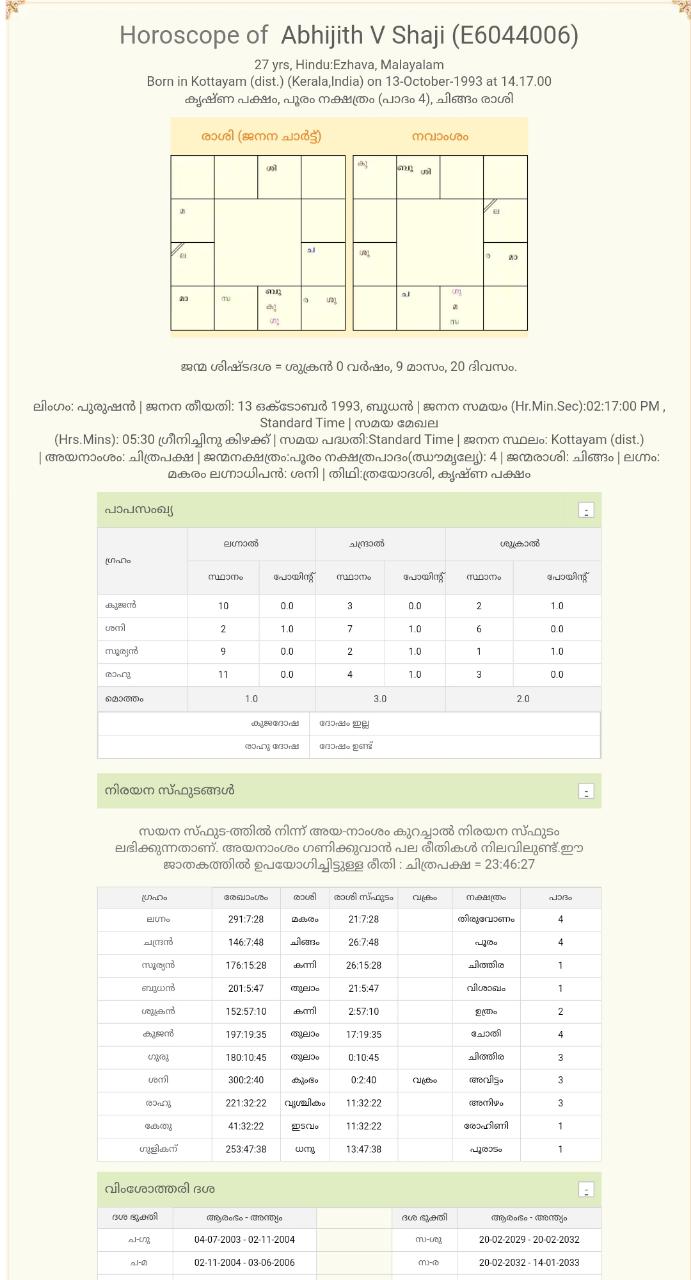 Horoscope of Abhijith V Shaji (E6044006)
27 yrs, Hindu:Ezhava, Malayalam
Born in Kottayam (dist.) (Kerala,India) on 13-October-1993 at 14.17.00
കൃഷ്ണ പക്ഷം, പൂരം നക്ഷത്രം (പാദം 4), ചിങ്ങം രാശി
രാശി (ജനന ചാർട്ട്) നവാംശം
ശി കു ബു ശി
മ ല
ല ച ശു ര മാ
മാ സ ബു കു ഗു ര ശു ച ഗു മ സ
ജന്മ ശിഷ്ടദശ = ശുക്രൻ 0 വർഷം, 9 മാസം, 20 ദിവസം.
ലിംഗം: പുരുഷൻ | ജനന തീയതി: 13 ഒക്ടോബർ 1993, ബുധൻ | ജനന സമയം (Hr.Min.Sec):02:17:00 PM ,
Standard Time | സമയ മേഖല
(Hrs.Mins): 05:30 ഗ്രീനിച്ചിനു കിഴക്ക് | സമയ പദ്ധതി:Standard Time | ജനന സ്ഥലം: Kottayam (dist.)
| അയനാംശം: ചിത്രപക്ഷ | ജന്മനക്ഷത്രം:പൂരം 4 | ജന്മരാശി: ചിങ്ങം | ലഗ്നം:
മകരം ലഗ്നാധിപൻ: ശനി | തിഥി:ത്രയോദശി, കൃഷ്ണ പക്ഷം
പാപസംഖ്യ -
ഗ്രഹം ലഗ്നാൽ ചന്ദ്രാൽ ശുക്രാൽ
സ്ഥാനം പോയിന്റ് സ്ഥാനം പോയിന്റ് സ്ഥാനം പോയിന്റ്
കുജൻ 10 0.0 3 0.0 2 1.0
ശനി 2 1.0 7 1.0 6 0.0
സൂര്യൻ 9 0.0 2 1.0 1 1.0
രാഹു 11 0.0 4 1.0 3 0.0
മൊത്തം 1.0 3.0 2.0
കുജദോഷ ദോഷം ഇല്ല
രാഹു ദോഷ ദോഷം ഉണ്ട്
നിരയന സ്ഫുടങ്ങൾ -
സയന സ്ഫുട-ത്തിൽ നിന്ന് അയ-നാംശം കുറച്ചാൽ നിരയന സ്ഫുടം
ലഭിക്കുന്നതാണ്. അയനാംശം ഗണിക്കുവാൻ പല രീതികൾ നിലവിലുണ്ട്.ഈ
ജാതകത്തിൽ ഉപയോഗിച്ചിട്ടുള്ള രീതി : ചിത്രപക്ഷ = 23:46:27
ഗ്രഹം രേഖാംശം രാശി രാശി സ്ഫുടം വക്രം നക്ഷത്രം പാദം
ലഗ്നം 291:7:28 മകരം 21:7:28 തിരുവോണം 4
ചന്ദ്രൻ 146:7:48 ചിങ്ങം 26:7:48 പൂരം 4
സൂര്യൻ 176:15:28 കന്നി 26:15:28 ചിത്തിര 1
ബുധൻ 201:5:47 തുലാം 21:5:47 വിശാഖം 1
ശുക്രൻ 152:57:10 കന്നി 2:57:10 ഉത്രം 2
കുജൻ 197:19:35 തുലാം 17:19:35 ചോതി 4
ഗുരു 180:10:45 തുലാം 0:10:45 ചിത്തിര 3
ശനി 300:2:40 കുംഭം 0:2:40 വക്രം അവിട്ടം 3
രാഹു 221:32:22 വൃശ്ചികം 11:32:22 അനിഴം 3
കേതു 41:32:22 ഇടവം 11:32:22 രോഹിണി 1
ഗുളികന് 253:47:38 ധനു 13:47:38 പൂരാടം 1
വിംശോത്തരി ദശ -
ദശ ഭുക്തി ആരംഭം - അന്ത്യം ദശ ഭുക്തി ആരംഭം - അന്ത്യം
ച-ഗു 04-07-2003 - 02-11-2004 സ-ശു 20-02-2029 - 20-02-2032
ച-മ 02-11-2004 - 03-06-2006 സ-ര 20-02-2032 - 14-01-2033